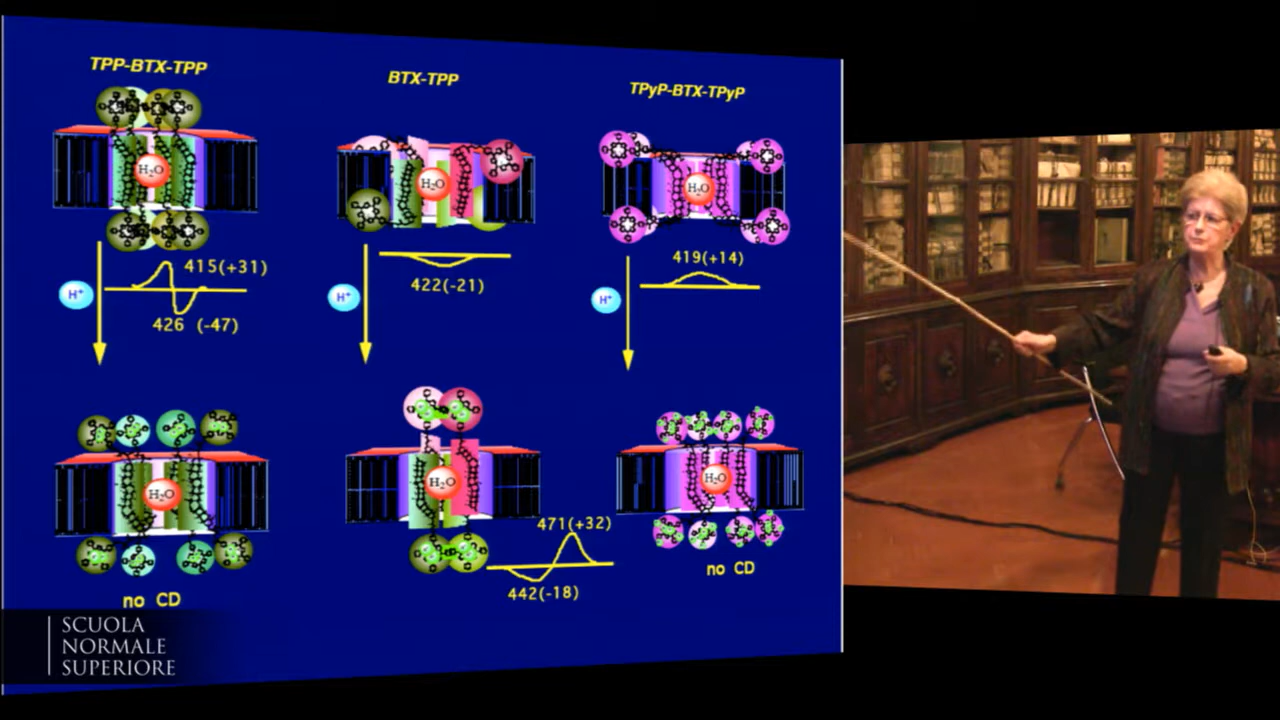 TPP-BTX-TPP
BTX-TPP
TPyP-BTX-TPyP
H₂O
H₂O
H₂O
415(+31)
426 (-47)
422(-21)
419(+14)
H⁺
H⁺
H⁺
H₂O
H₂O
H₂O
471(+32)
442(-18)
no CD
no CD
SCUOLA
NORMALE
SUPERIORE